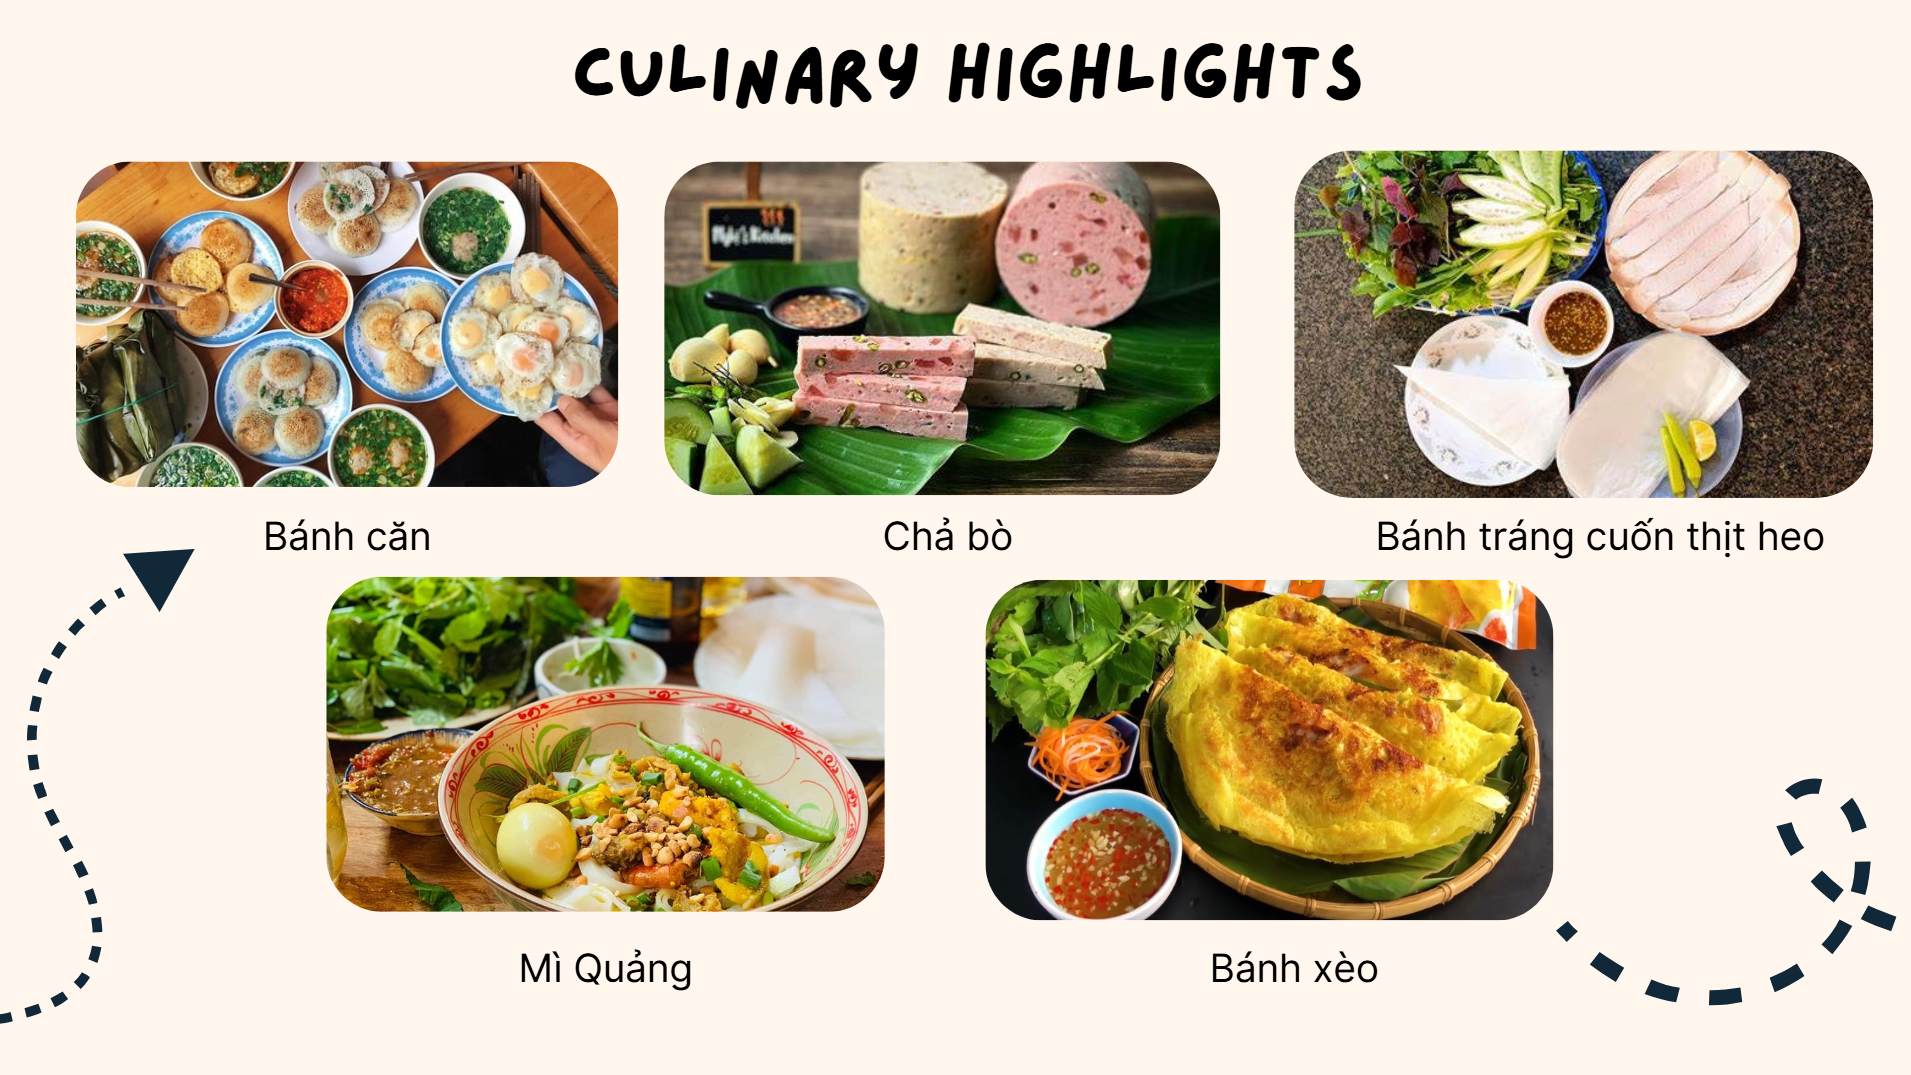 CULINARY HIGHLIGHTS
Bánh căn
Chả bò
Bánh tráng cuốn thịt heo
Mì Quảng
Bánh xèo